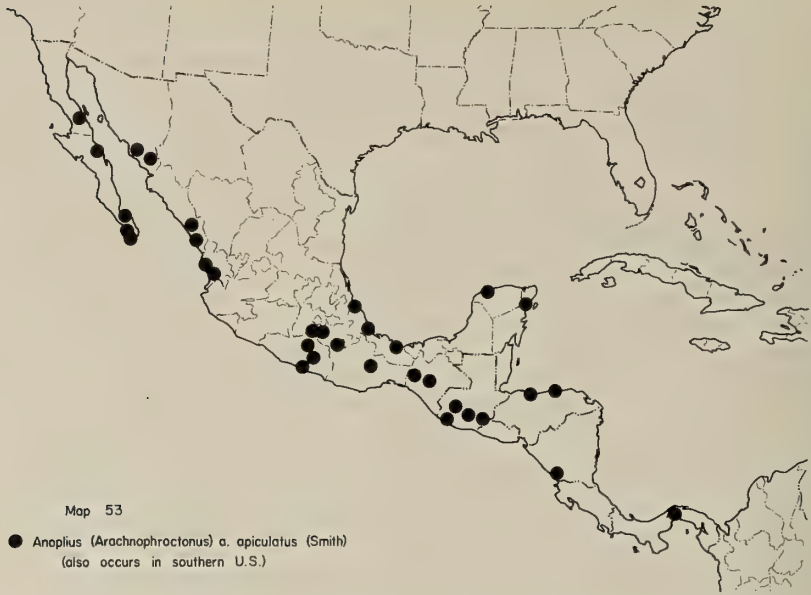 Map 53
Anoplius (Arachnophroctonus) a. apiculatus (Smith)
(also occurs in southern U.S.)